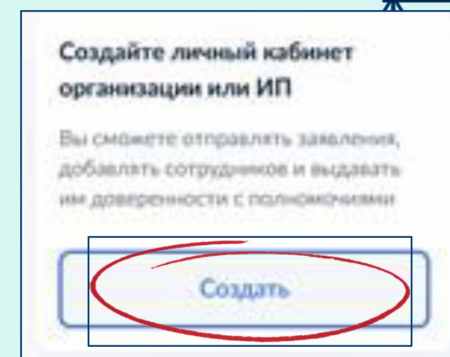 Создайте личный кабинет
организации или ИП
Вы сможете отправлять заявления,
добавлять сотрудников и выдавать
им доверенности с полномочиями
Создать